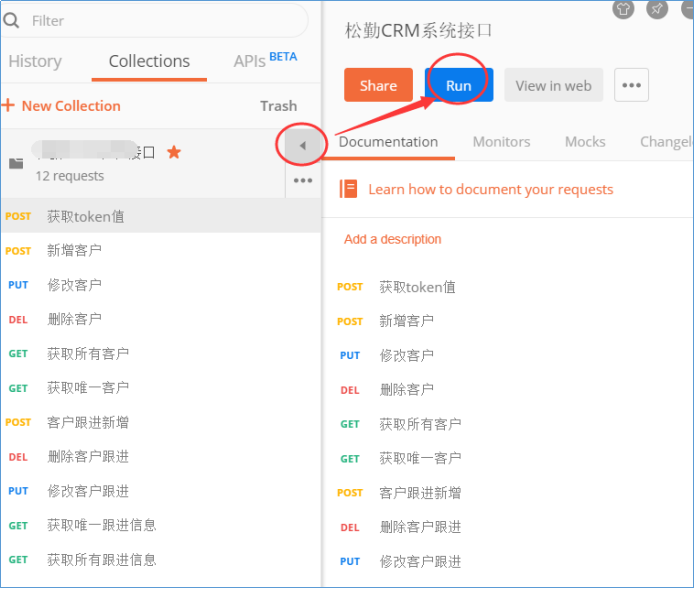 Filter
History
Collections
APIs BETA
+ New Collection
Trash
接口
12 requests
POST 获取token值
POST 新增客户
PUT 修改客户
DEL 删除客户
GET 获取所有客户
GET 获取唯一客户
POST 客户跟进新增
DEL 删除客户跟进
PUT 修改客户跟进
GET 获取唯一跟进信息
GET 获取所有跟进信息
松勤CRM系统接口
Share
Run
View in web
Documentation
Monitors
Mocks
Changel
Learn how to document your requests
Add a description
POST 获取token值
POST 新增客户
PUT 修改客户
DEL 删除客户
GET 获取所有客户
GET 获取唯一客户
POST 客户跟进新增
DEL 删除客户跟进
PUT 修改客户跟进